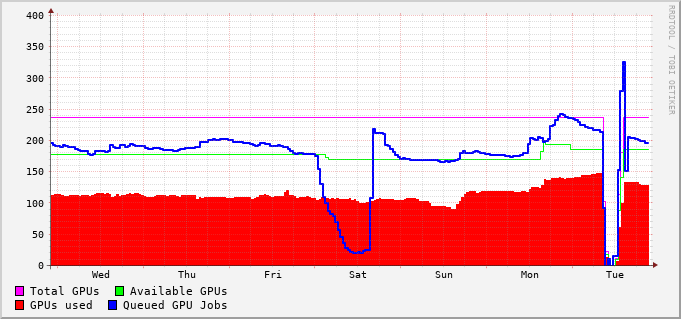 400
350
300
250
200
150
100
50
0
Wed Thu Fri Sat Sun Mon Tue
Total GPUs Available GPUs
GPUs used Queued GPU Jobs
RRDTOOL / TOBI OETIKER